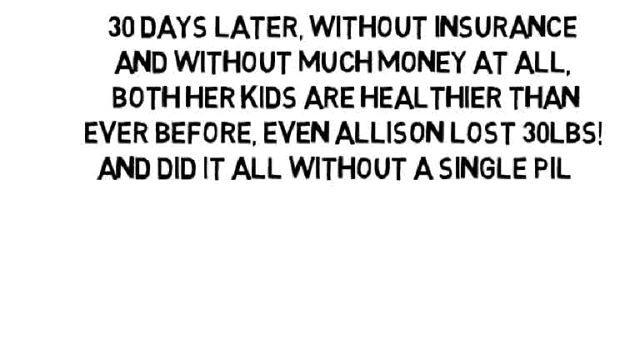 30 DAYS LATER, WITHOUT INSURANCE
AND WITHOUT MUCH MONEY AT ALL,
BOTH HER KIDS ARE HEALTHIER THAN
EVER BEFORE, EVEN ALLISON LOST 30LBS!
AND DID IT ALL WITHOUT A SINGLE PIL